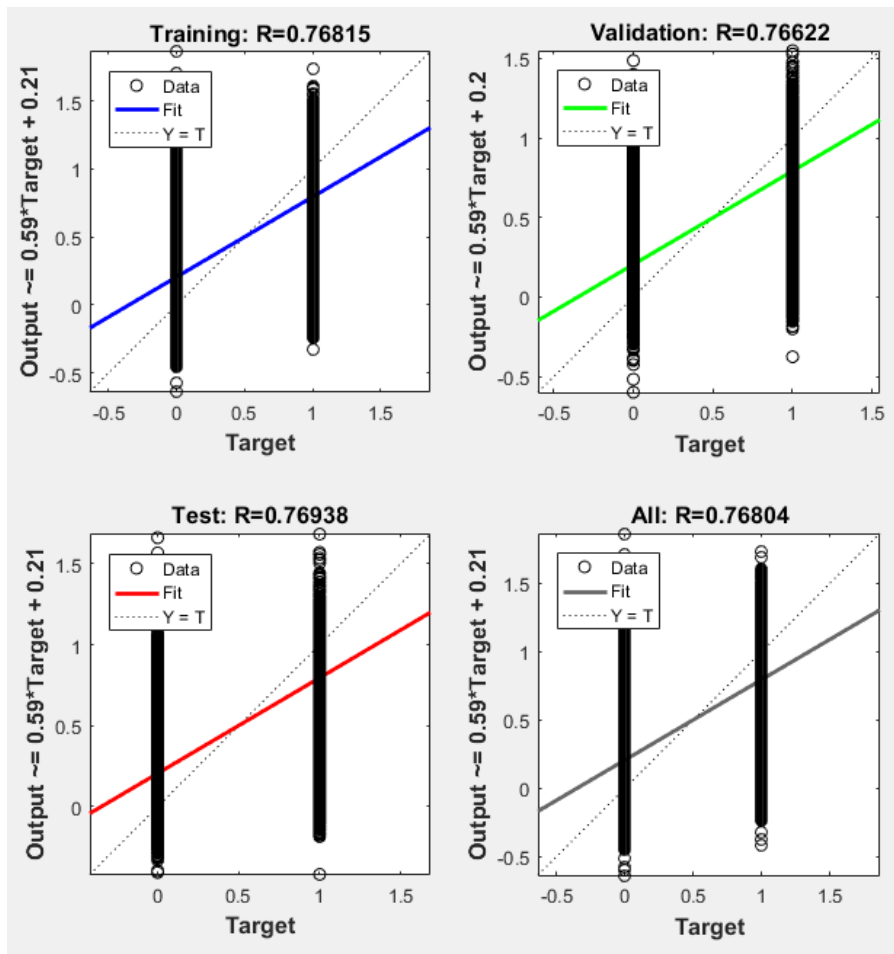 Training: R=0.76815
Output ~= 0.59*Target + 0.21
1.5
1
0.5
0
-0.5
Data
Fit
Y = T
-0.5 0 0.5 1 1.5
Target
Validation: R=0.76622
Output ~= 0.59*Target + 0.2
1.5
1
0.5
0
-0.5
Data
Fit
Y = T
-0.5 0 0.5 1 1.5
Target
Test: R=0.76938
Output ~= 0.59*Target + 0.21
1.5
1
0.5
0
Data
Fit
Y = T
0 0.5 1 1.5
Target
All: R=0.76804
Output ~= 0.59*Target + 0.21
1.5
1
0.5
0
-0.5
Data
Fit
Y = T
-0.5 0 0.5 1 1.5
Target